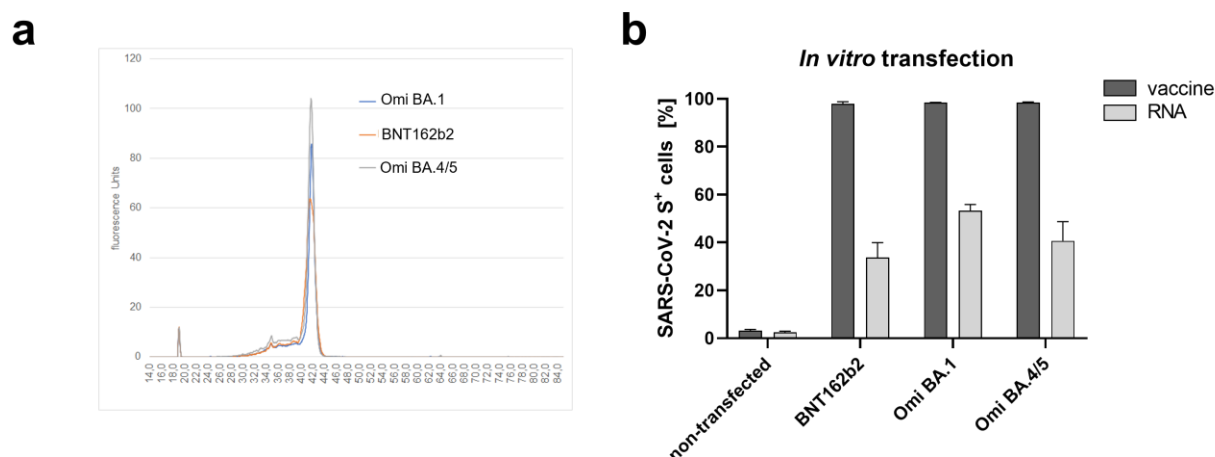 a
120
100
80
60
40
20
0
fluorescence Units
Omi BA.1
BNT162b2
Omi BA.4/5
14,0 16,0 18,0 20,0 22,0 24,0 26,0 28,0 30,0 32,0 34,0 36,0 38,0 40,0 42,0 44,0 46,0 48,0 50,0 52,0 54,0 56,0 58,0 60,0 62,0 64,0 66,0 68,0 70,0 72,0 74,0 76,0 78,0 80,0 82,0 84,0
b
In vitro transfection
vaccine
RNA
SARS-CoV-2 S⁺ cells [%]
100
80
60
40
20
0
non-transfected
BNT162b2
Omi BA.1
Omi BA.4/5